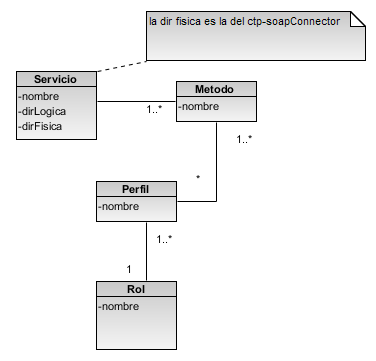 la dir fisica es la del ctp-soapConnector
Servicio
-nombre
-dirLogica
-dirFisica
Metodo
-nombre
1..*
1..*
Perfil
-nombre
*
1..*
1
Rol
-nombre